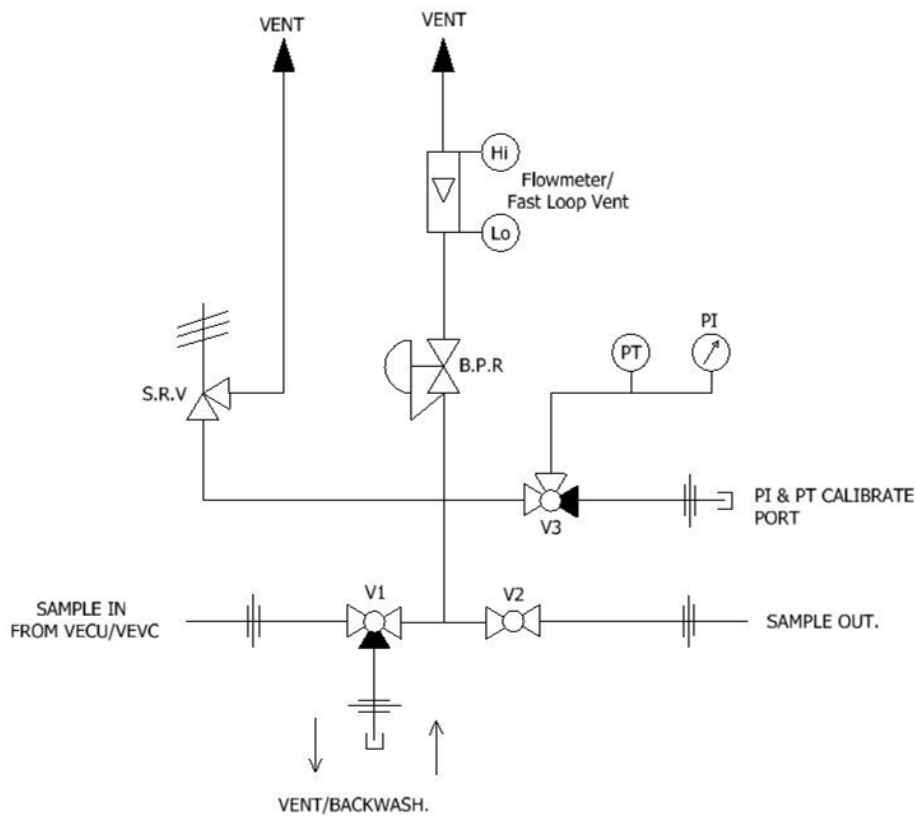 VENT
VENT
Hi
Flowmeter/
Fast Loop Vent
Lo
PI
PT
B.P.R
S.R.V
PI & PT CALIBRATE
PORT
V3
V1
V2
SAMPLE IN
FROM VECU/VEVC
SAMPLE OUT.
VENT/BACKWASH.